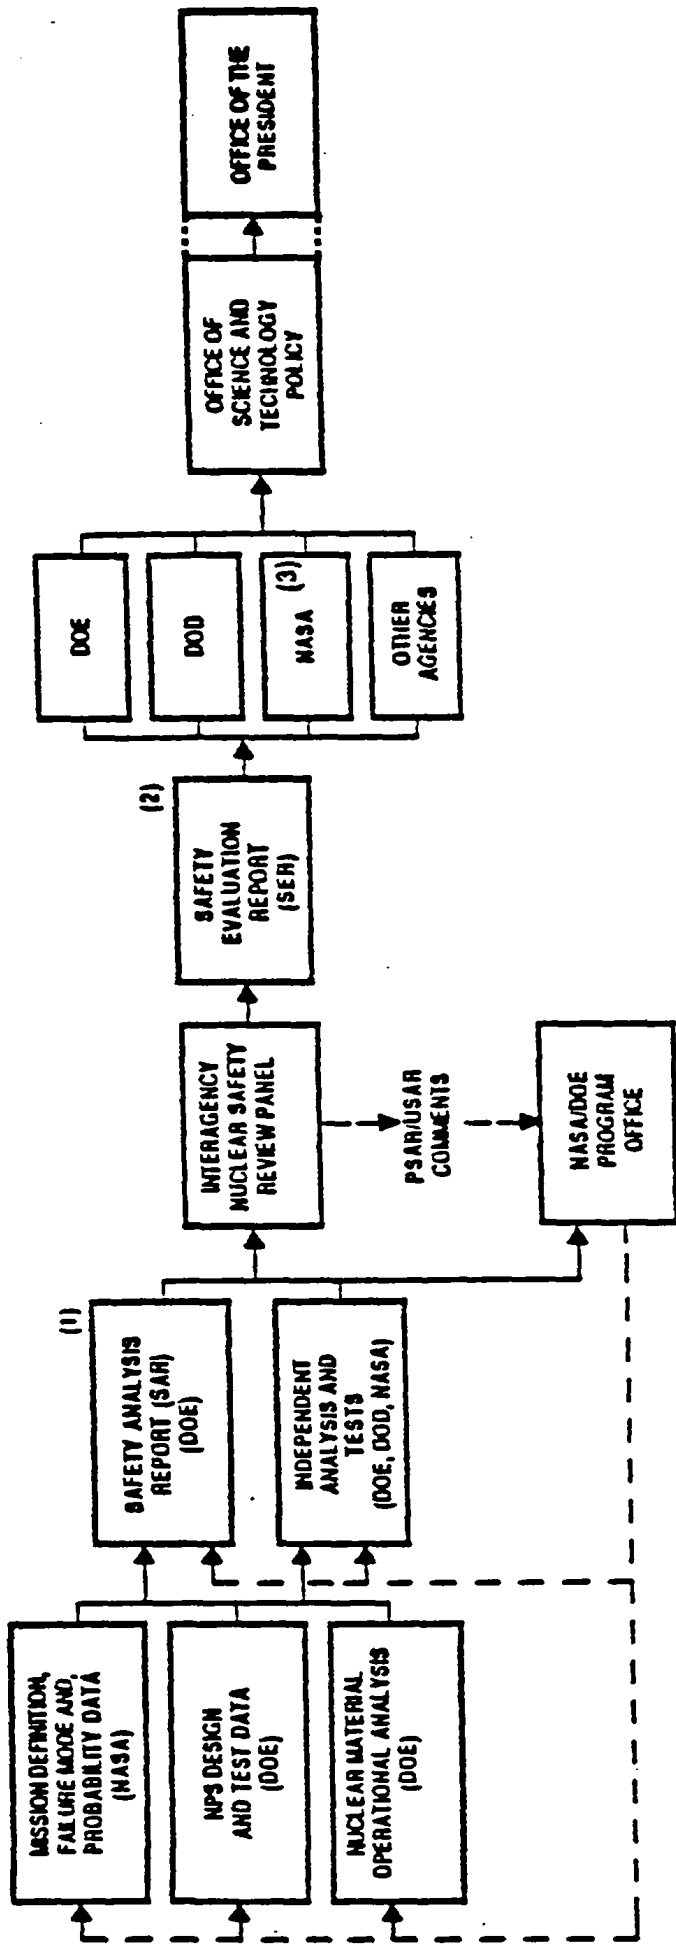 MISSION DEFINITION,
FAILURE MODE AND,
PROBABILITY DATA
(NASA)
NPS DESIGN
AND TEST DATA
(DOE)
NUCLEAR MATERIAL
OPERATIONAL ANALYSIS
(DOE)
(1)
SAFETY ANALYSIS
REPORT (SAR)
(DOE)
INDEPENDENT
ANALYSIS AND
TESTS
(DOE, DOD, NASA)
INTERAGENCY
NUCLEAR SAFETY
REVIEW PANEL
PSAR/USAR
COMMENTS
NASA/DOE
PROGRAM
OFFICE
(2)
SAFETY
EVALUATION
REPORT
(SER)
DOE
DOD
NASA
(3)
OTHER
AGENCIES
OFFICE OF
SCIENCE AND
TECHNOLOGY
POLICY
OFFICE OF THE
PRESIDENT